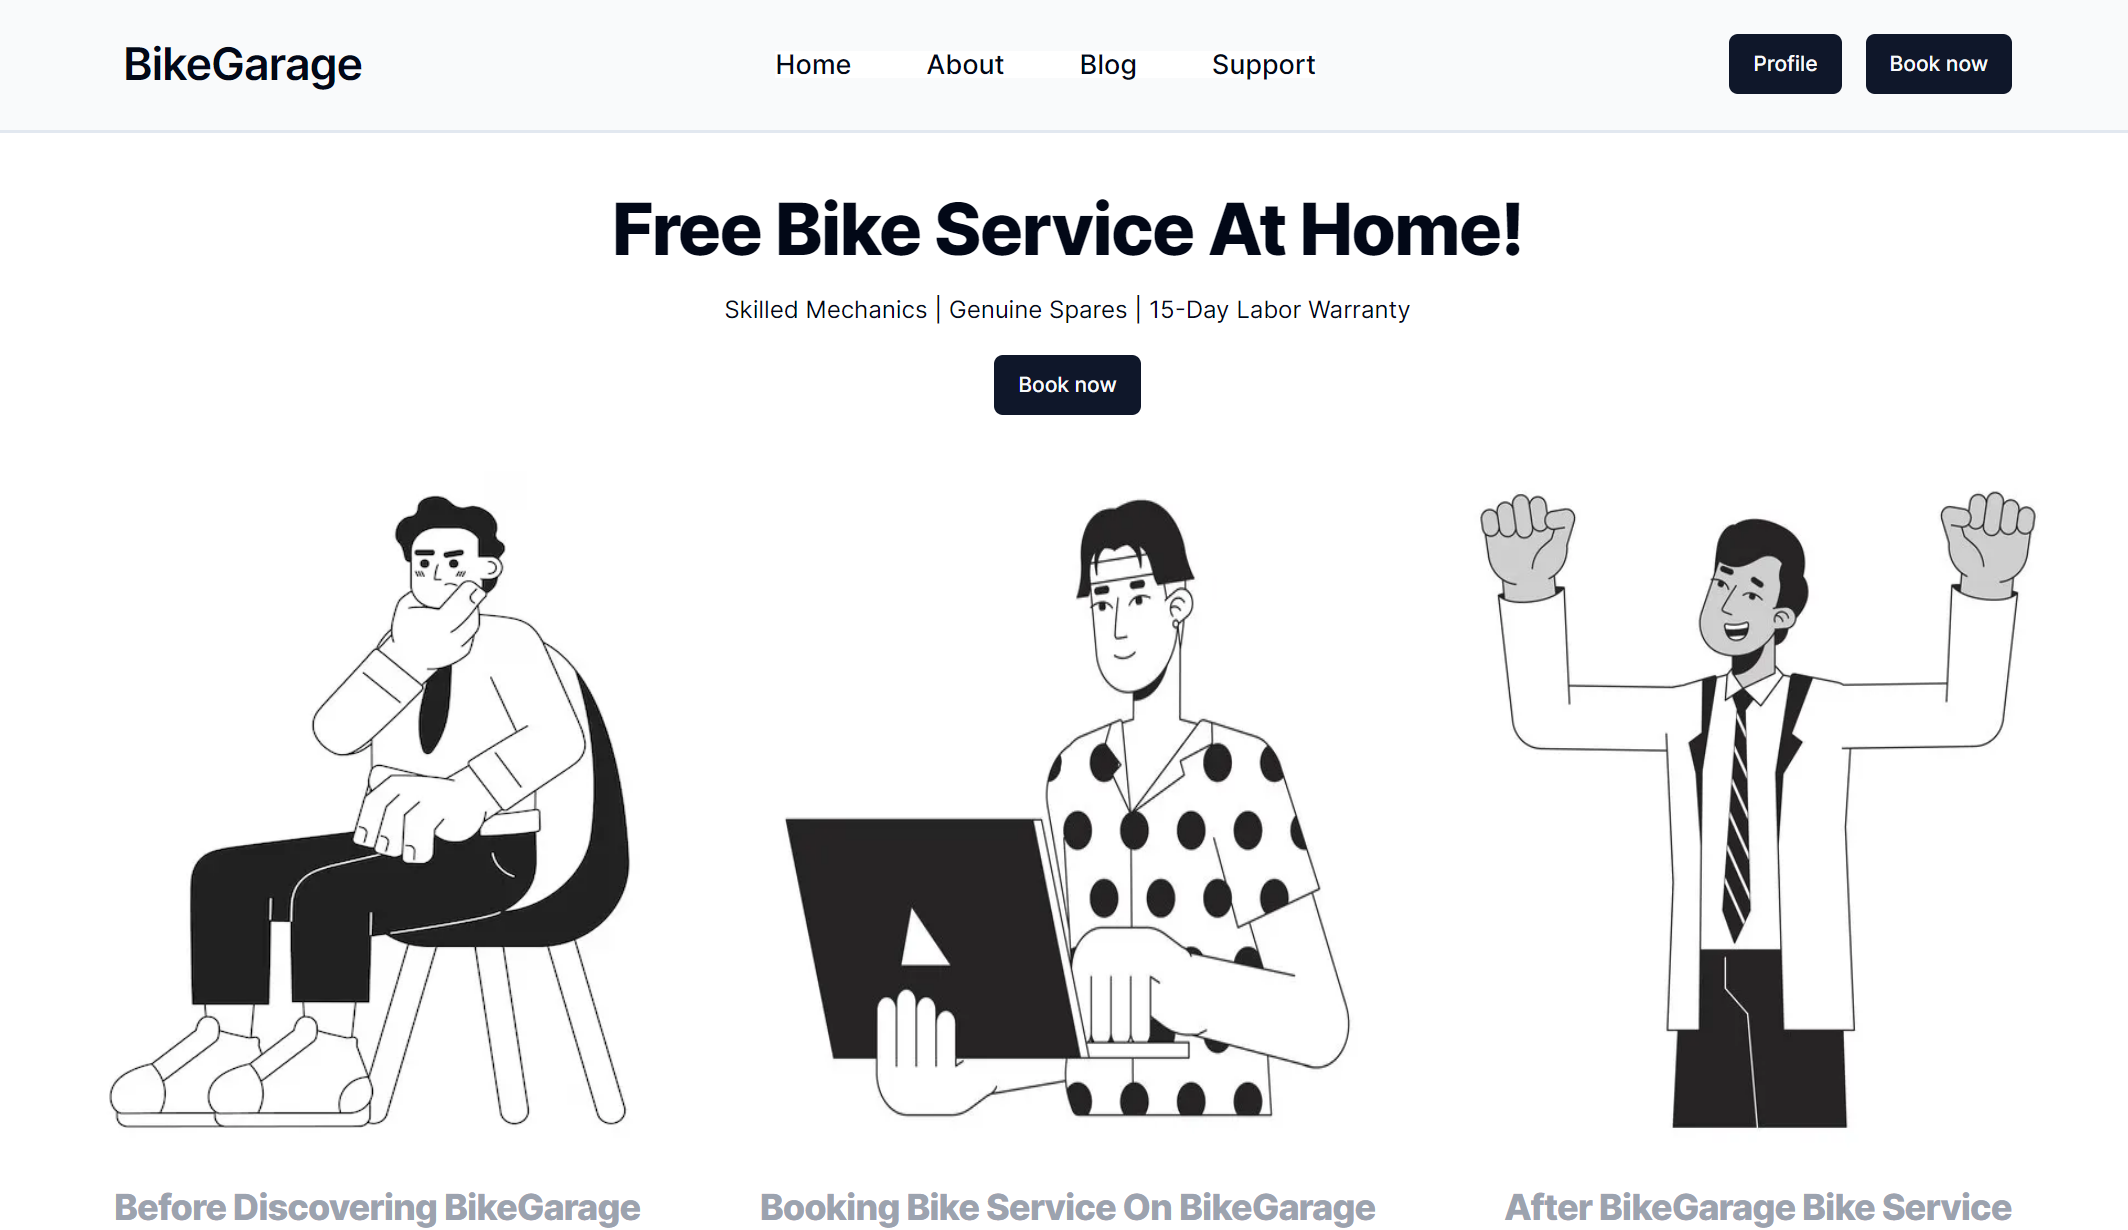 BikeGarage
Home About Blog Support
Profile Book now
Free Bike Service At Home!
Skilled Mechanics | Genuine Spares | 15-Day Labor Warranty
Book now
Before Discovering BikeGarage
Booking Bike Service On BikeGarage
After BikeGarage Bike Service